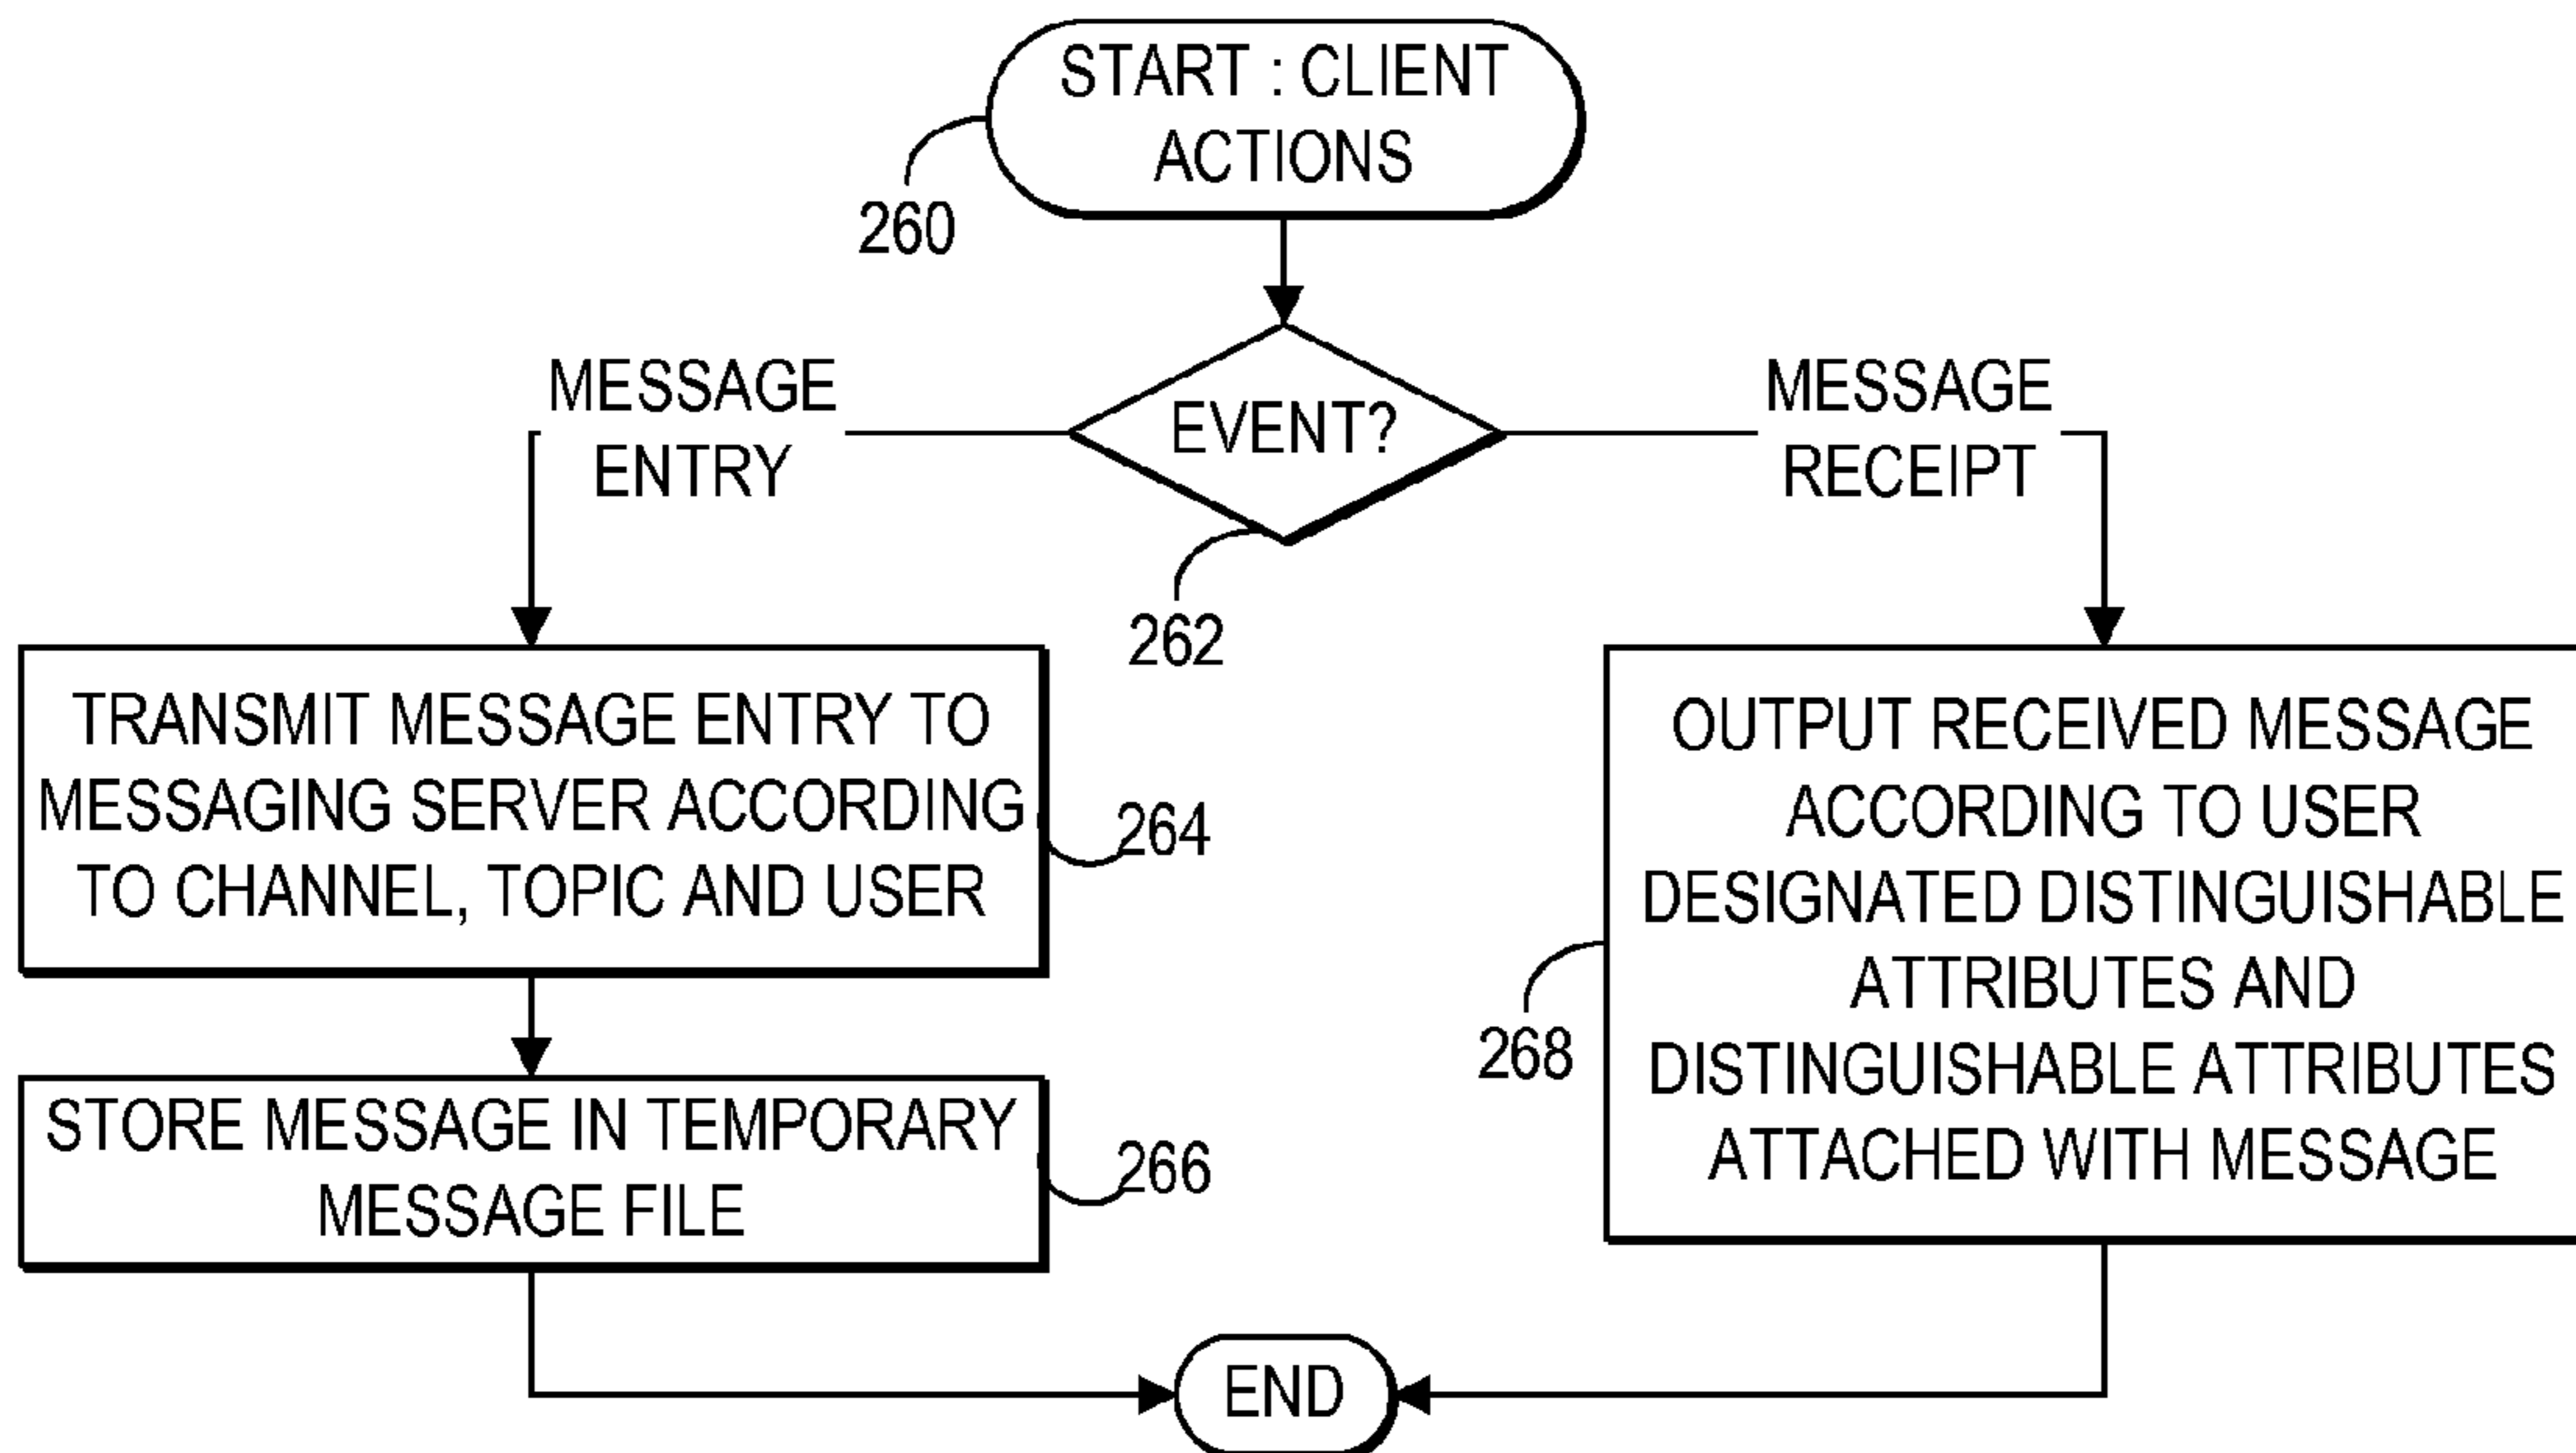 START : CLIENT
ACTIONS
260
MESSAGE
ENTRY
EVENT?
MESSAGE
RECEIPT
262
TRANSMIT MESSAGE ENTRY TO
MESSAGING SERVER ACCORDING
TO CHANNEL, TOPIC AND USER
264
STORE MESSAGE IN TEMPORARY
MESSAGE FILE
266
OUTPUT RECEIVED MESSAGE
ACCORDING TO USER
DESIGNATED DISTINGUISHABLE
ATTRIBUTES AND
DISTINGUISHABLE ATTRIBUTES
ATTACHED WITH MESSAGE
268
END